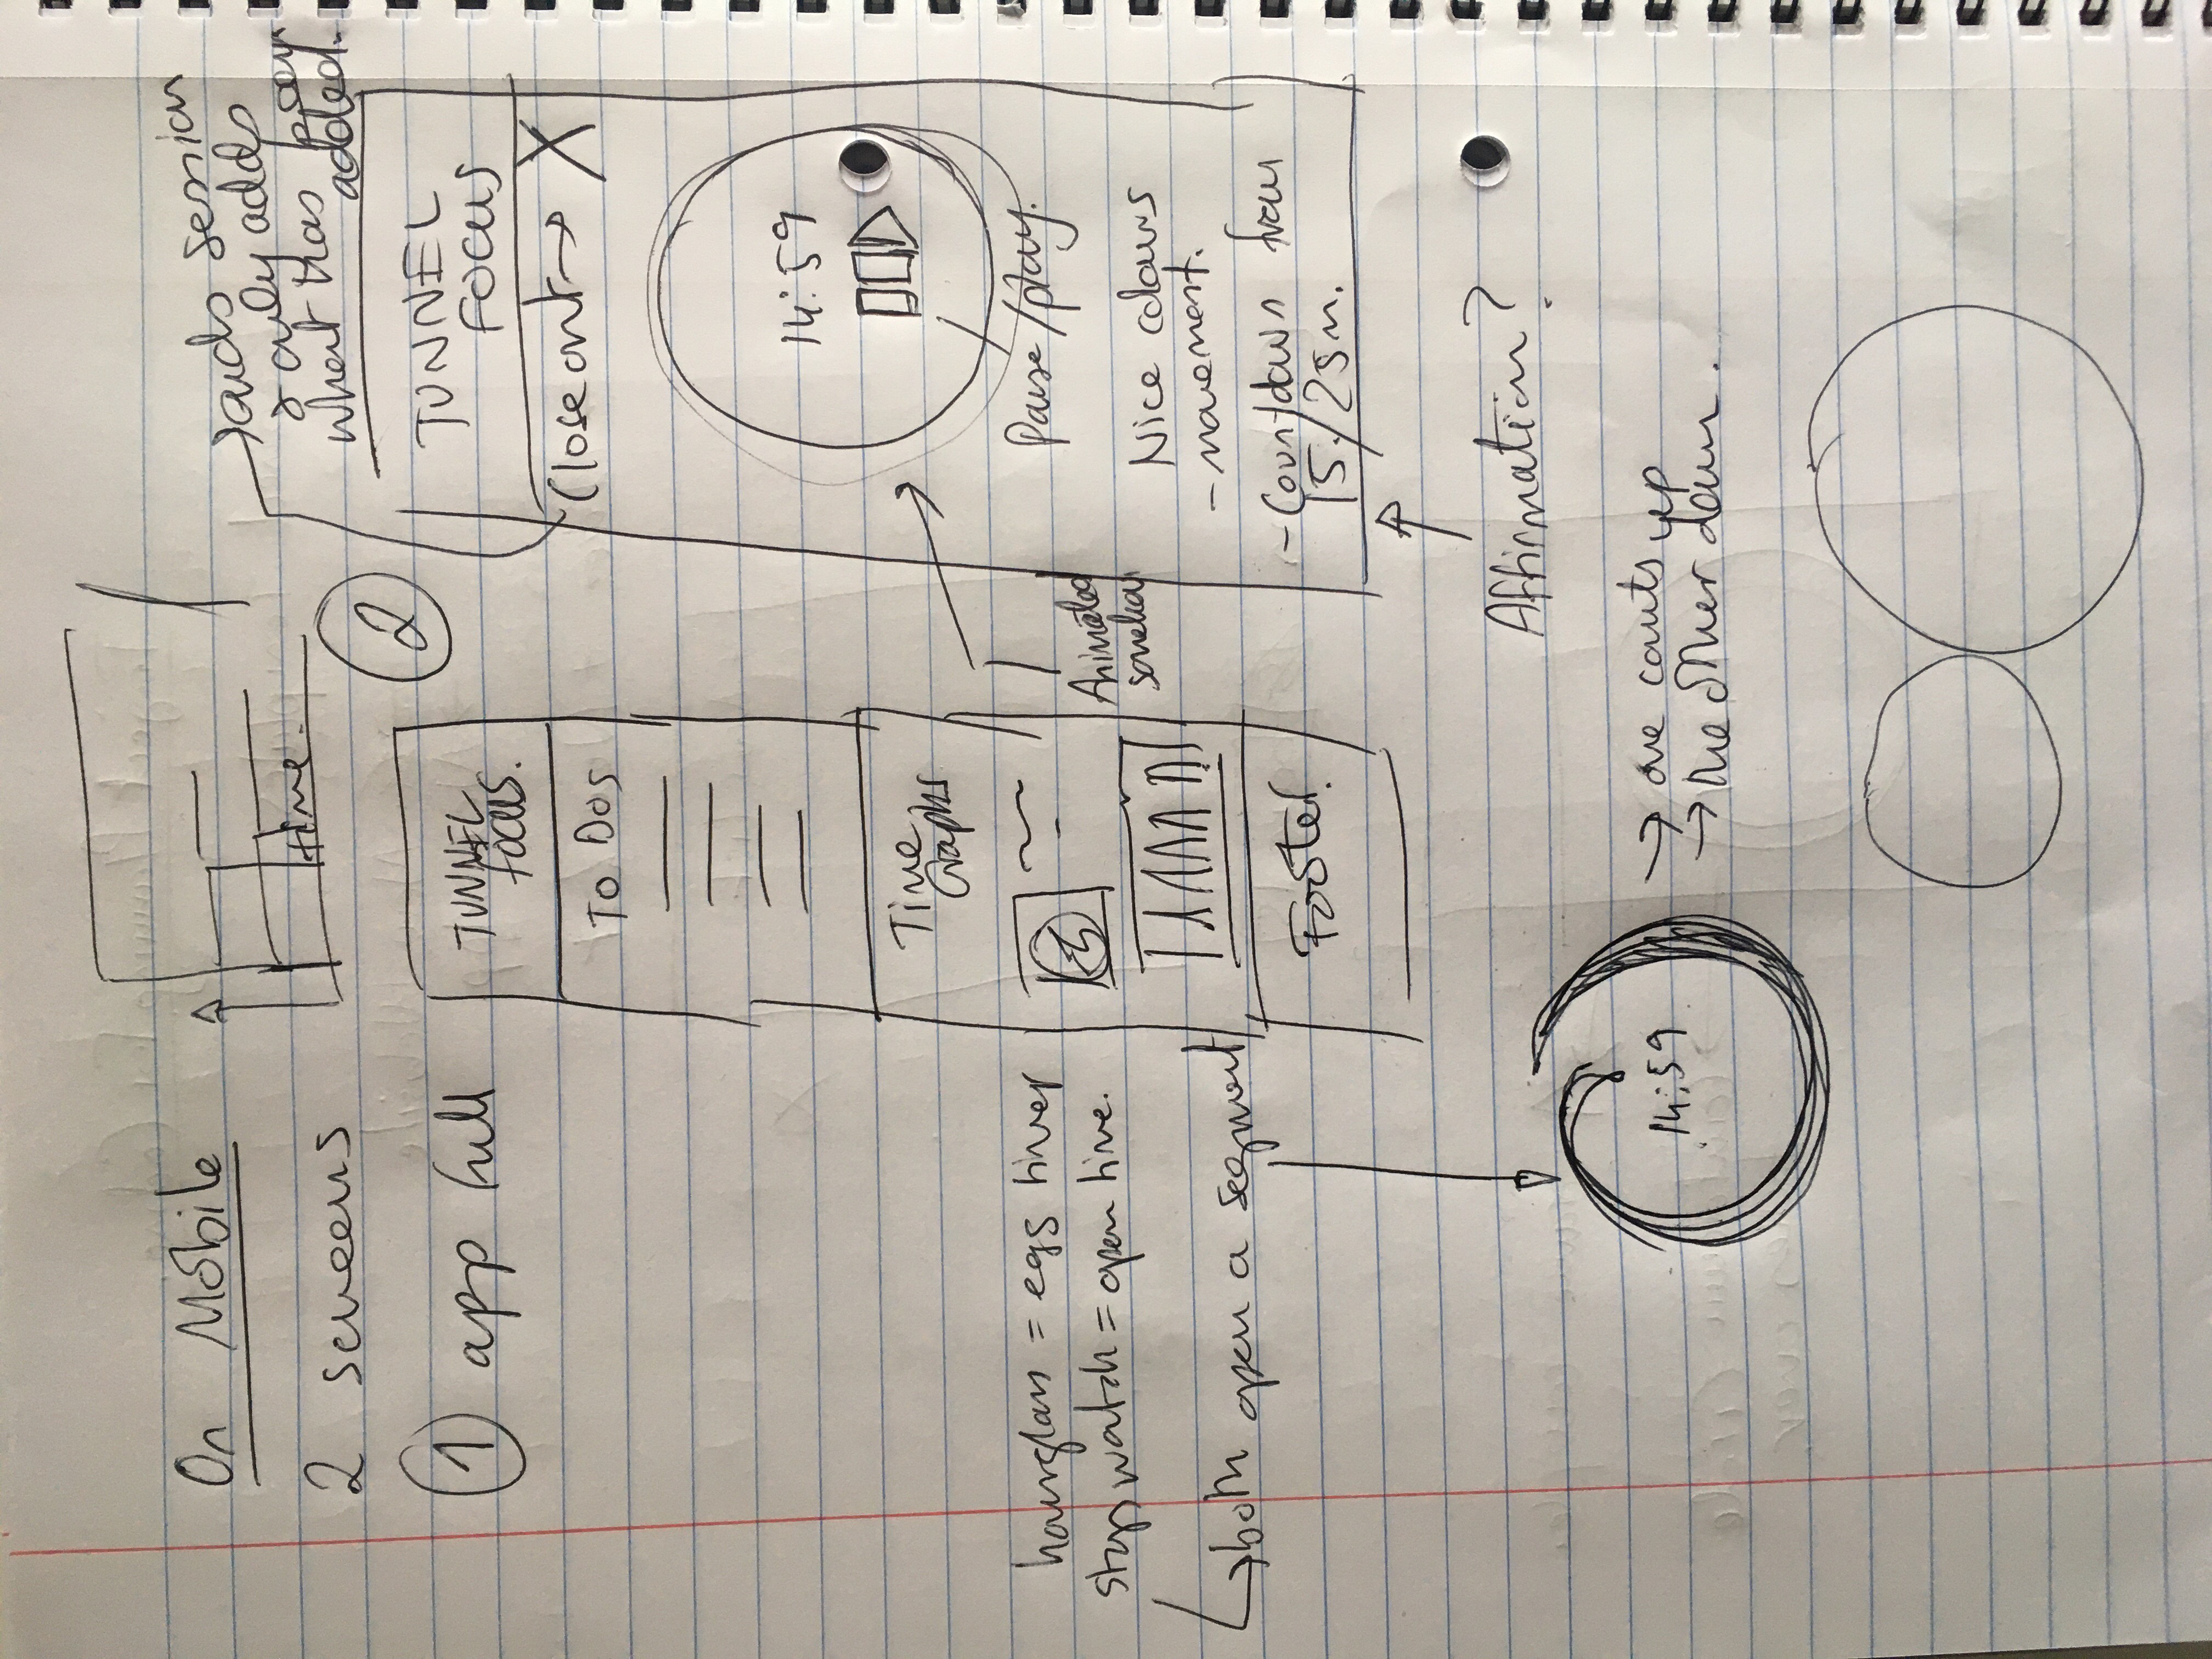 On Mobile
2 screens
time.
1 app full
TUNNEL
FOCUS.
TO DOS
Time
Graphs
hourglass = egg timer
stopwatch = open time.
both open a segment
Footer.
2
ends session
& only adds
what has been
added.
TUNNEL
FOCUS
Close out → X
14:59
Pause/play.
Animated
somehow
Nice colours
- movement.
- Countdown from
15/25m.
Affirmation?
14:59
→ one counts up
→ the other down.